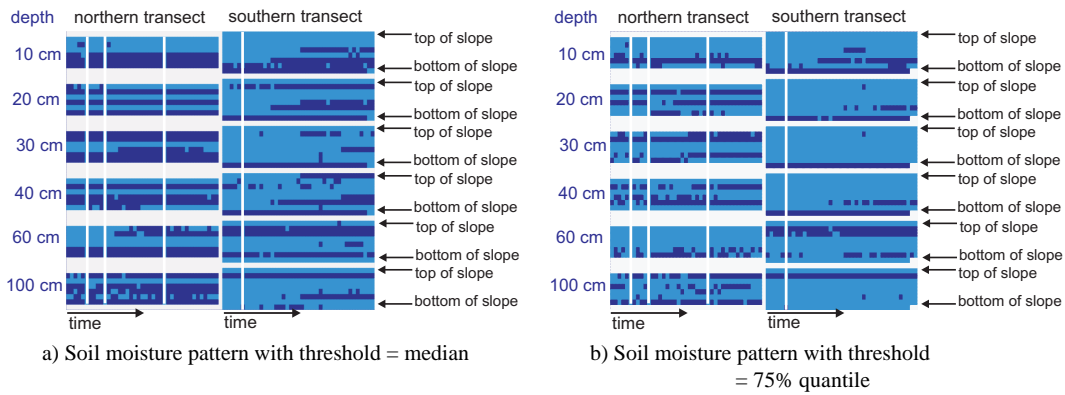 depth
northern transect
southern transect
10 cm
20 cm
30 cm
40 cm
60 cm
100 cm
top of slope
bottom of slope
top of slope
bottom of slope
top of slope
bottom of slope
top of slope
bottom of slope
top of slope
bottom of slope
top of slope
bottom of slope
time
time
a) Soil moisture pattern with threshold = median
depth
northern transect
southern transect
10 cm
20 cm
30 cm
40 cm
60 cm
100 cm
top of slope
bottom of slope
top of slope
bottom of slope
top of slope
bottom of slope
top of slope
bottom of slope
top of slope
bottom of slope
top of slope
bottom of slope
time
time
b) Soil moisture pattern with threshold
= 75% quantile